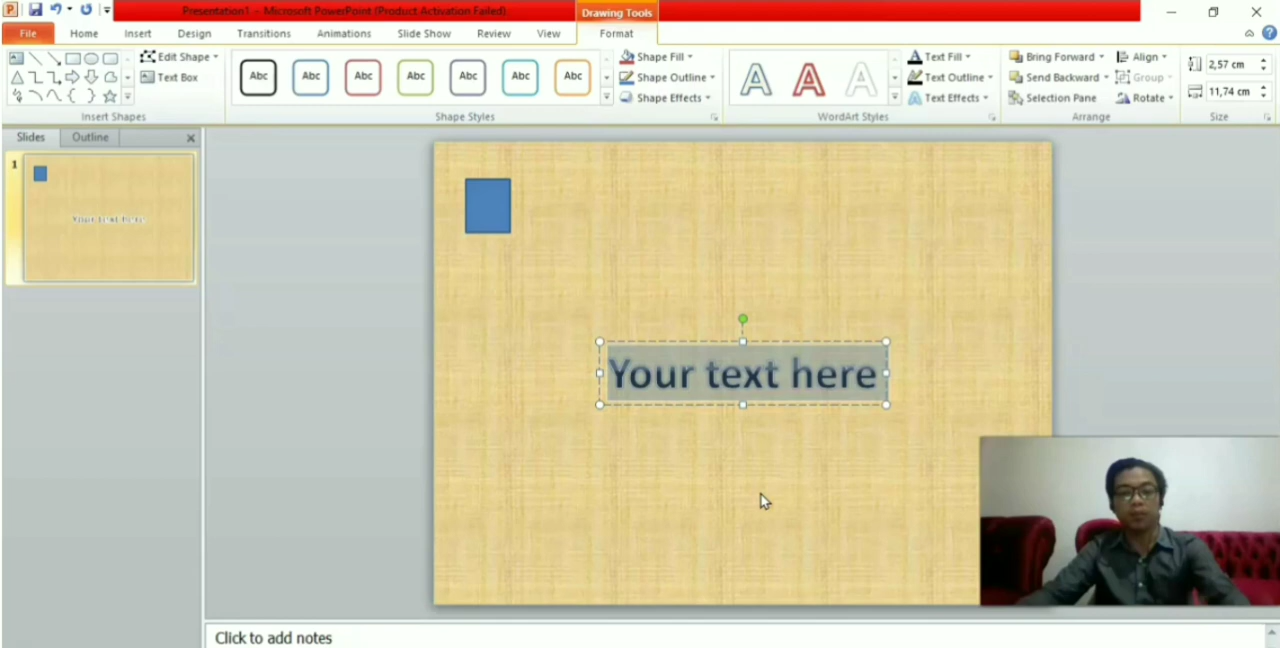 Presentation1 - Microsoft PowerPoint (Product Activation Failed)
Drawing Tools
File Home Insert Design Transitions Animations Slide Show Review View Format
Edit Shape
Text Box
Insert Shapes
Abc Abc Abc Abc Abc Abc Abc
Shape Fill
Shape Outline
Shape Effects
Shape Styles
A A A
Text Fill
Text Outline
Text Effects
WordArt Styles
Bring Forward
Send Backward
Selection Pane
Align
Group
Rotate
Arrange
2,57 cm
11,74 cm
Size
Slides Outline
1
Your text here
Your text here
Click to add notes